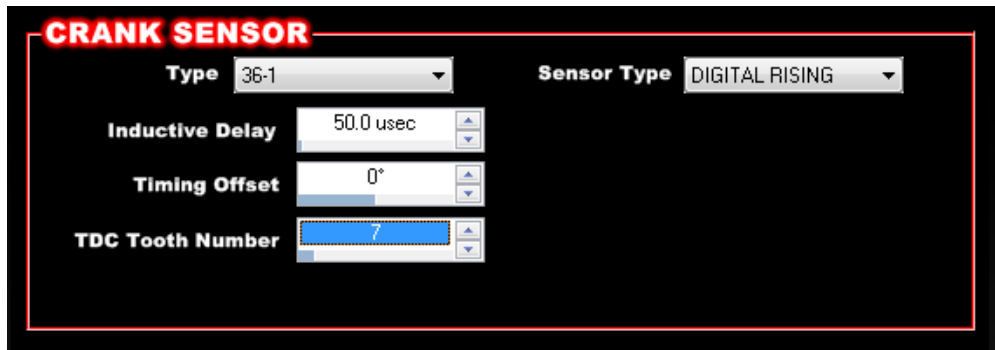 CRANK SENSOR
Type 36-1 Sensor Type DIGITAL RISING
Inductive Delay 50.0 usec
Timing Offset 0°
TDC Tooth Number 7